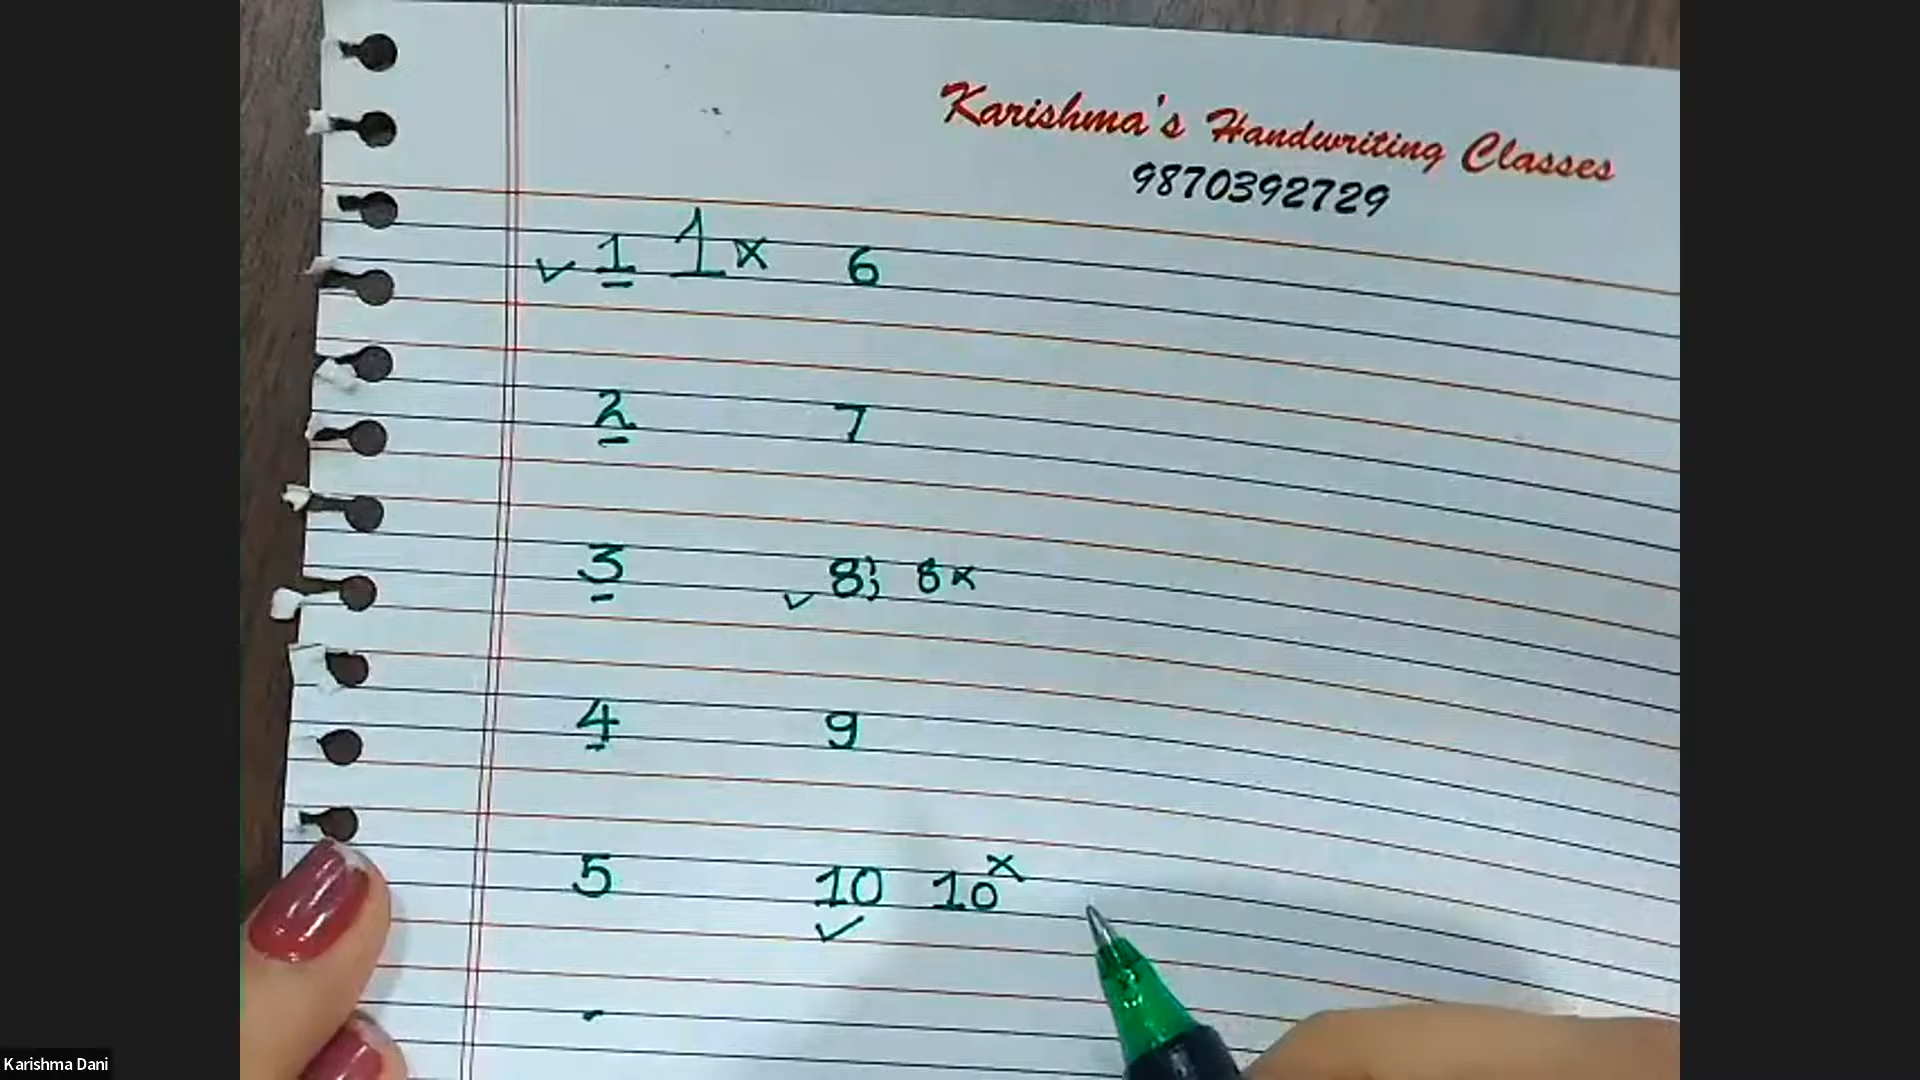 Karishma's Handwriting Classes
9870392729
✓ 1 1 x 6
2 7
3 ✓ 8; 8 x
4 9
5 10 ✓ 10 x
Karishma Dani